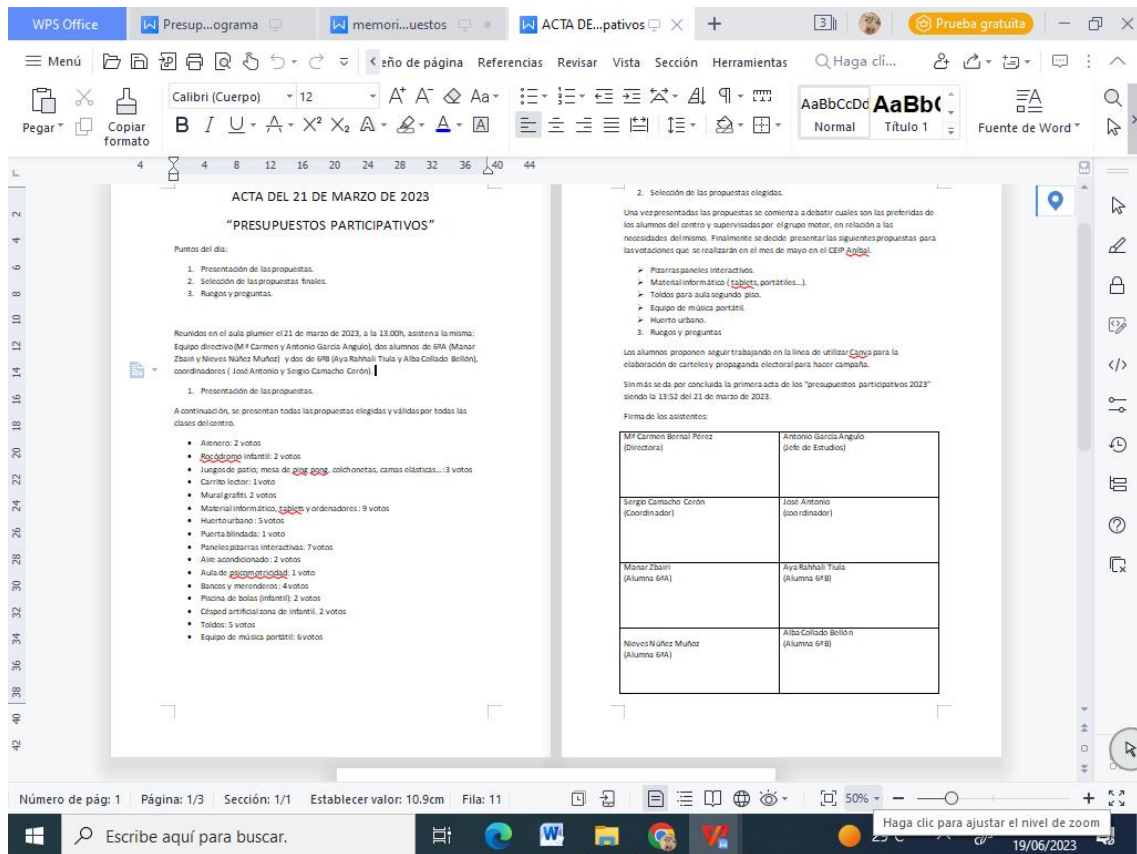 WPS Office
Presup...ograma
memori...uestos
ACTA DE...pativos
Prueba gratuita
Menú
eño de página Referencias Revisar Vista Sección Herramientas
Haga cli...
Pegar
Copiar formato
Calibri (Cuerpo) 12
AaBbCcDd
Normal
AaBb(
Título 1
Fuente de Word
4 4 8 12 16 20 24 28 32 36 40 44
ACTA DEL 21 DE MARZO DE 2023
“PRESUPUESTOS PARTICIPATIVOS”
Puntos del día:
1. Presentación de las propuestas.
2. Selección de las propuestas finales.
3. Ruegos y preguntas.
Reunidos en el aula plumier el 21 de marzo de 2023, a la 13.00h, asisten a la misma:
Equipo directivo (Mª Carmen y Antonio García Angulo), dos alumnos de 6ºA (Manar
Zbairi y Nieves Núñez Muñoz) y dos de 6ºB (Aya Rahhali Tiula y Alba Collado Bellón),
coordinadores ( José Antonio y Sergio Camacho Cerón).
1. Presentación de las propuestas.
A continuación, se presentan todas las propuestas elegidas y válidas por todas las
clases del centro.
• Arenero: 2 votos
• Rocódromo infantil: 2 votos
• Juegos de patio; mesa de ping pong, colchonetas, camas elásticas...:3 votos
• Carrito lector: 1 voto
• Mural grafiti. 2 votos
• Material informático, tablets y ordenadores: 9 votos
• Huerto urbano: 5 votos
• Puerta blindada: 1 voto
• Paneles pizarras interactivas: 7 votos
• Aire acondicionado: 2 votos
• Aula de psicomotricidad: 1 voto
• Bancos y merenderos: 4 votos
• Piscina de bolas (infantil): 2 votos
• Césped artificial zona de infantil. 2 votos
• Toldos: 5 votos
• Equipo de música portátil: 6 votos
2. Selección de las propuestas elegidas.
Una vez presentadas las propuestas se comienza a debatir cuales son las preferidas de
los alumnos del centro y supervisadas por el grupo motor, en relación a las
necesidades del mismo. Finalmente se decide presentar las siguientes propuestas para
las votaciones que se realizarán en el mes de mayo en el CEIP Aníbal.
➢ Pizarras paneles interactivos.
➢ Material informático ( tablets, portátiles...).
➢ Toldos para aula segundo piso.
➢ Equipo de música portátil.
➢ Huerto urbano.
3. Ruegos y preguntas
Los alumnos proponen seguir trabajando en la línea de utilizar Canva para la
elaboración de carteles y propaganda electoral para hacer campaña.
Sin más se da por concluida la primera acta de los “presupuestos participativos 2023”
siendo la 13:52 del 21 de marzo de 2023.
Firma de los asistentes:
Mª Carmen Bernal Pérez
(Directora)
Antonio García Angulo
(Jefe de Estudios)
Sergio Camacho Cerón
(Coordinador)
José Antonio
(coordinador)
Manar Zbairi
(Alumna 6ºA)
Aya Rahhali Tiula
(Alumna 6ºB)
Nieves Núñez Muñoz
(Alumna 6ºA)
Alba Collado Bellón
(Alumna 6ºB)
Número de pág: 1 Página: 1/3 Sección: 1/1 Establecer valor: 10.9cm Fila: 11
50%
Haga clic para ajustar el nivel de zoom
Escribe aquí para buscar.
19/06/2023